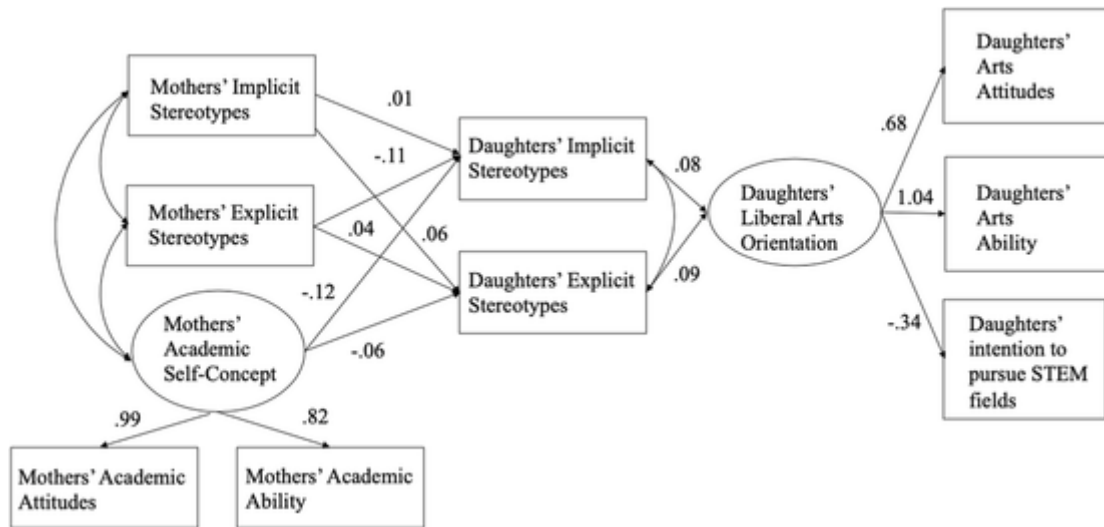 Mothers' Implicit
Stereotypes
Mothers' Explicit
Stereotypes
Mothers'
Academic
Self-Concept
.99
.82
Mothers' Academic
Attitudes
Mothers' Academic
Ability
.01
-.11
.04
.06
-.12
-.06
Daughters' Implicit
Stereotypes
Daughters' Explicit
Stereotypes
.08
.09
Daughters'
Liberal Arts
Orientation
.68
1.04
-.34
Daughters'
Arts
Attitudes
Daughters'
Arts
Ability
Daughters'
intention to
pursue STEM
fields